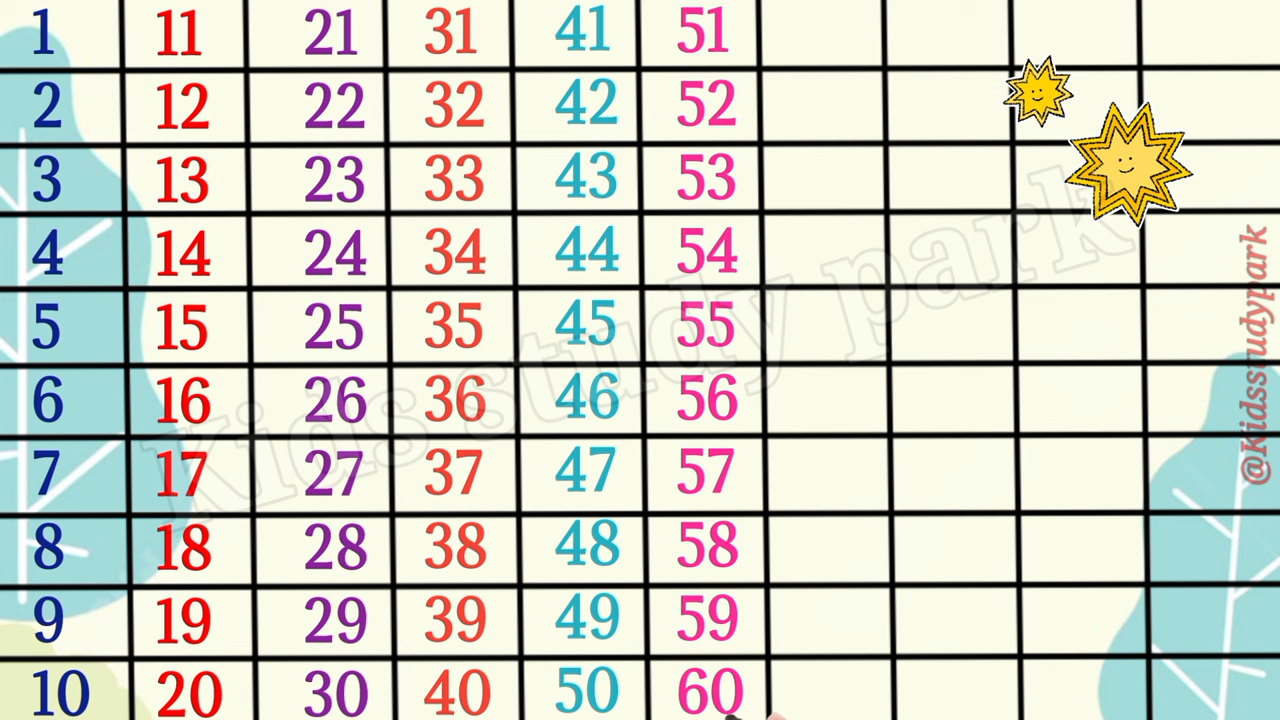 1 11 21 31 41 51
2 12 22 32 42 52
3 13 23 33 43 53
4 14 24 34 44 54
5 15 25 35 45 55
6 16 26 36 46 56
7 17 27 37 47 57
8 18 28 38 48 58
9 19 29 39 49 59
10 20 30 40 50 60
Kids study park
@Kidsstudypark